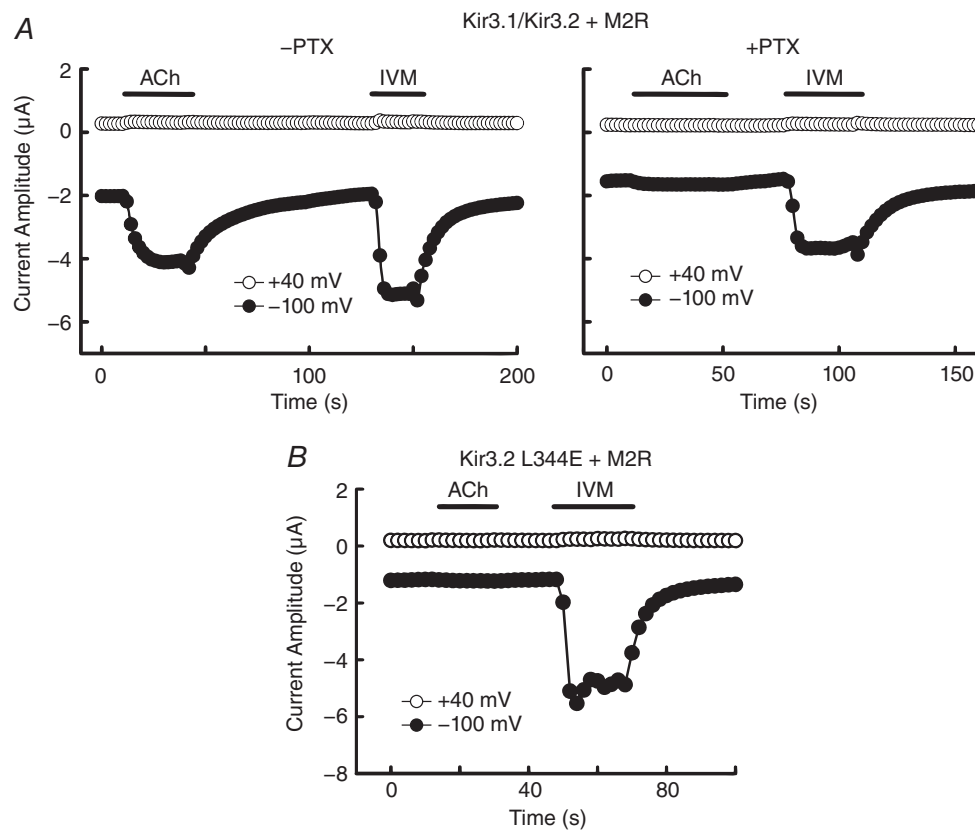 A
Kir3.1/Kir3.2 + M2R
−PTX
+PTX
ACh
IVM
ACh
IVM
2
0
−2
−4
−6
Current Amplitude (μA)
+40 mV
−100 mV
+40 mV
−100 mV
0
100
200
Time (s)
0
50
100
150
Time (s)
B
Kir3.2 L344E + M2R
ACh
IVM
2
0
−2
−4
−6
−8
Current Amplitude (μA)
+40 mV
−100 mV
0
40
80
Time (s)